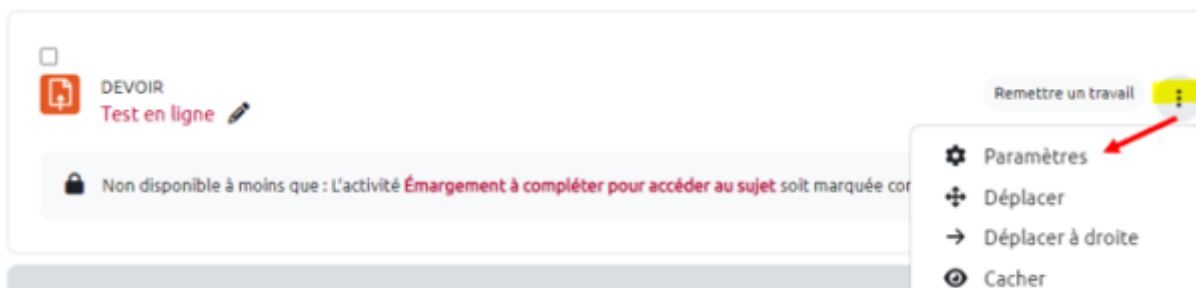 DEVOIR
Test en ligne
Remettre un travail
Paramètres
Non disponible à moins que : L'activité Émargement à compléter pour accéder au sujet soit marquée
Déplacer
Déplacer à droite
Cacher